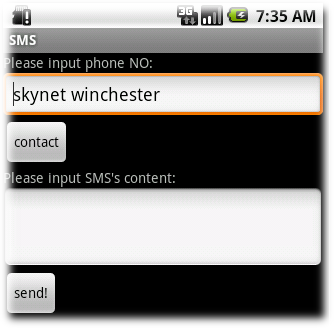 3G 7:35 AM
SMS
Please input phone NO:
skynet winchester
contact
Please input SMS's content:
send!